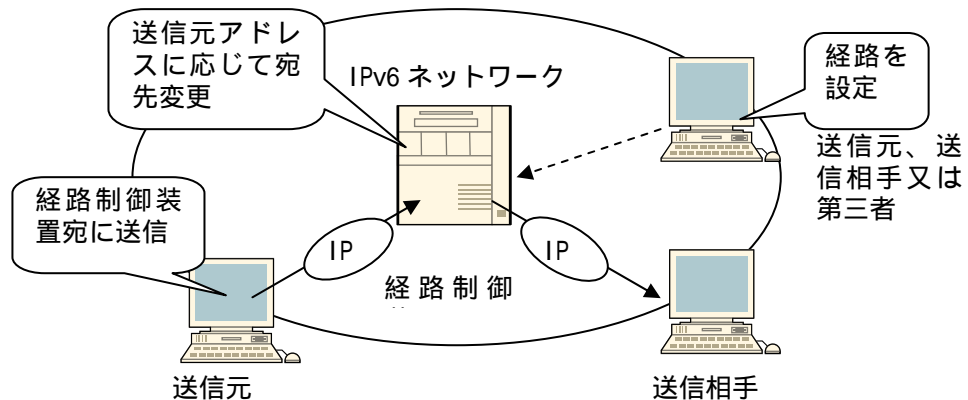 送信元アドレ
スに応じて宛
先変更
IPv6 ネットワーク
経路を
設定
送信元、送
信相手又は
第三者
経路制御装
置宛に送信
IP
IP
経路制御
送信元
送信相手